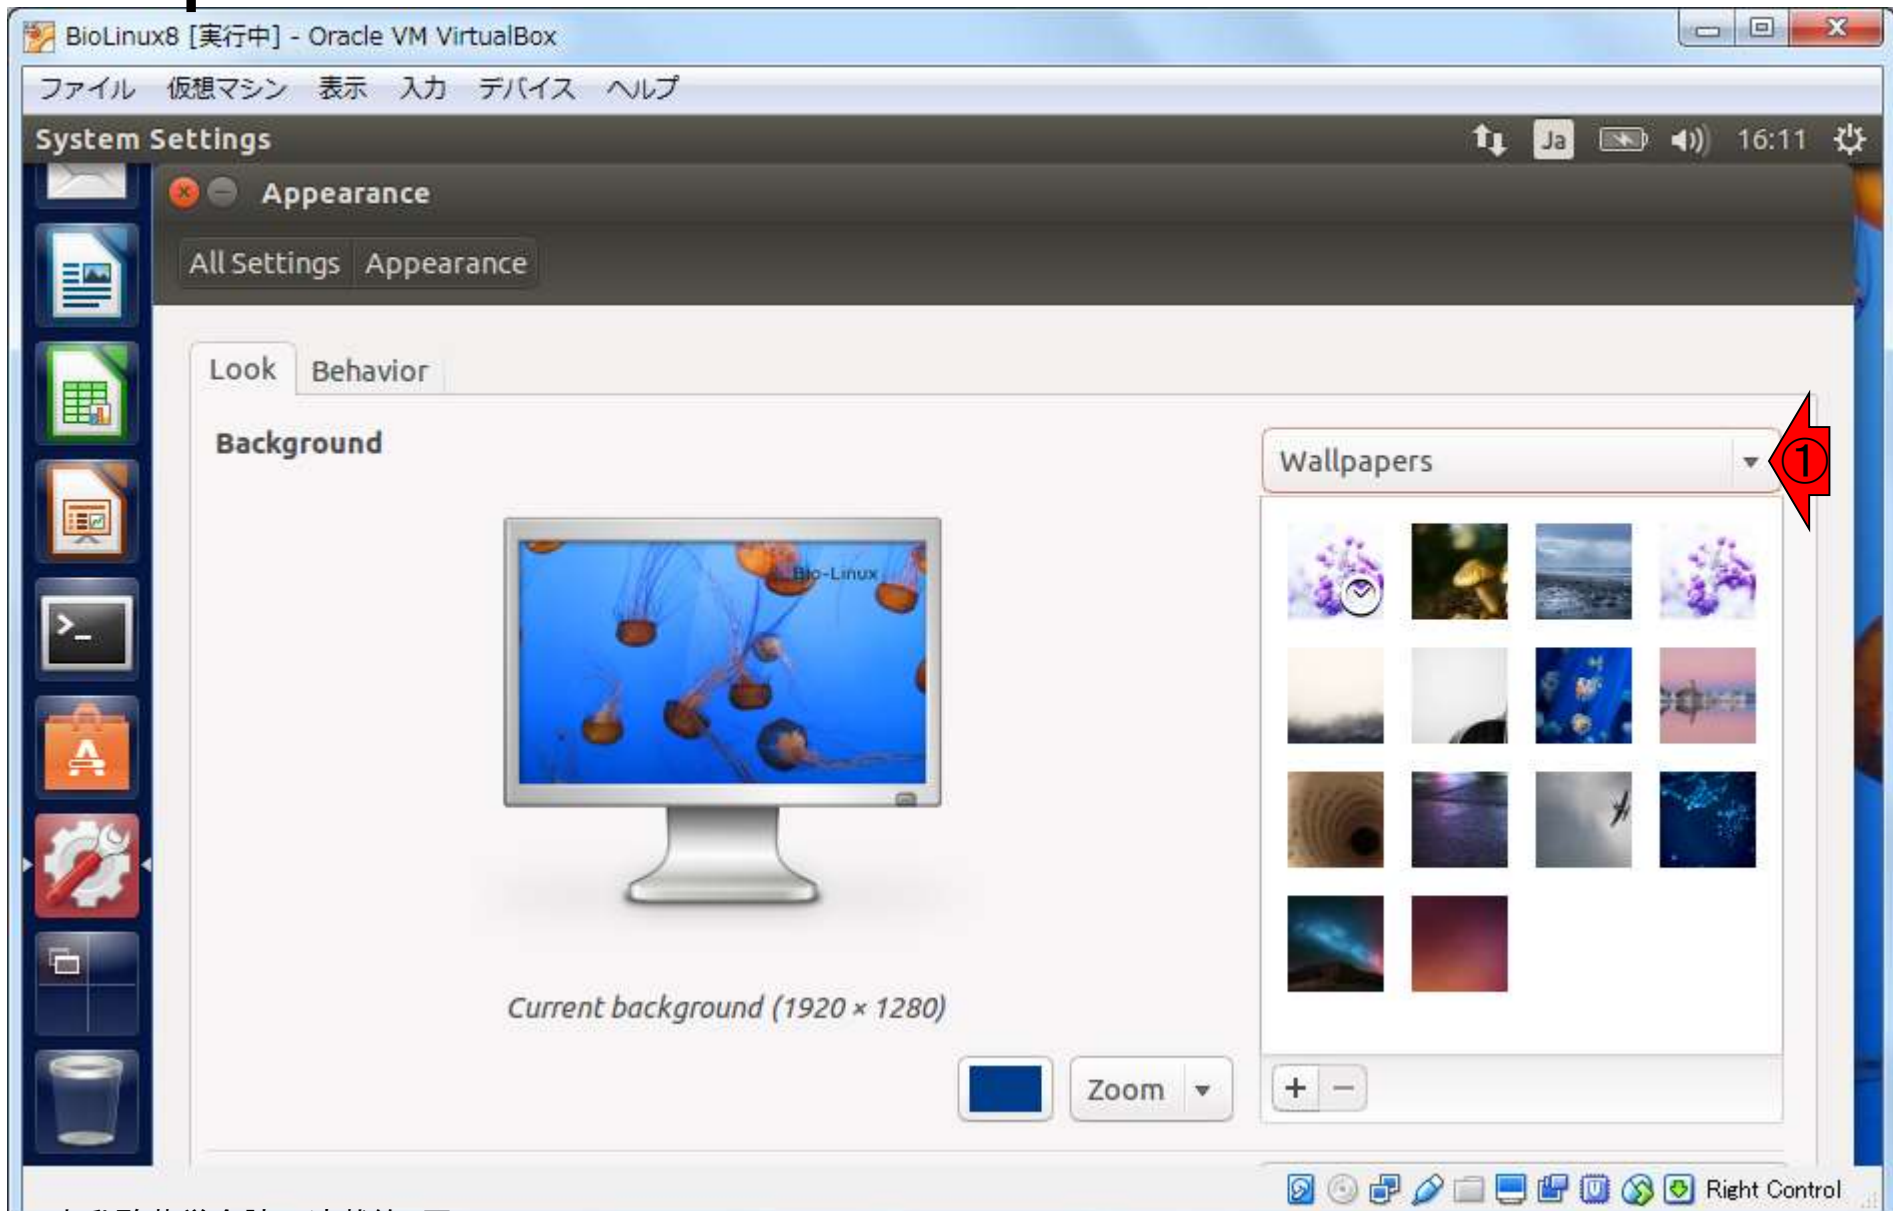 BioLinux8 [実行中] - Oracle VM VirtualBox
ファイル 仮想マシン 表示 入力 デバイス ヘルプ
System Settings
Ja
16:11
Appearance
All Settings Appearance
Look Behavior
Background
Wallpapers
①
Bio-Linux
Current background (1920 × 1280)
Zoom
+ −
Right Control